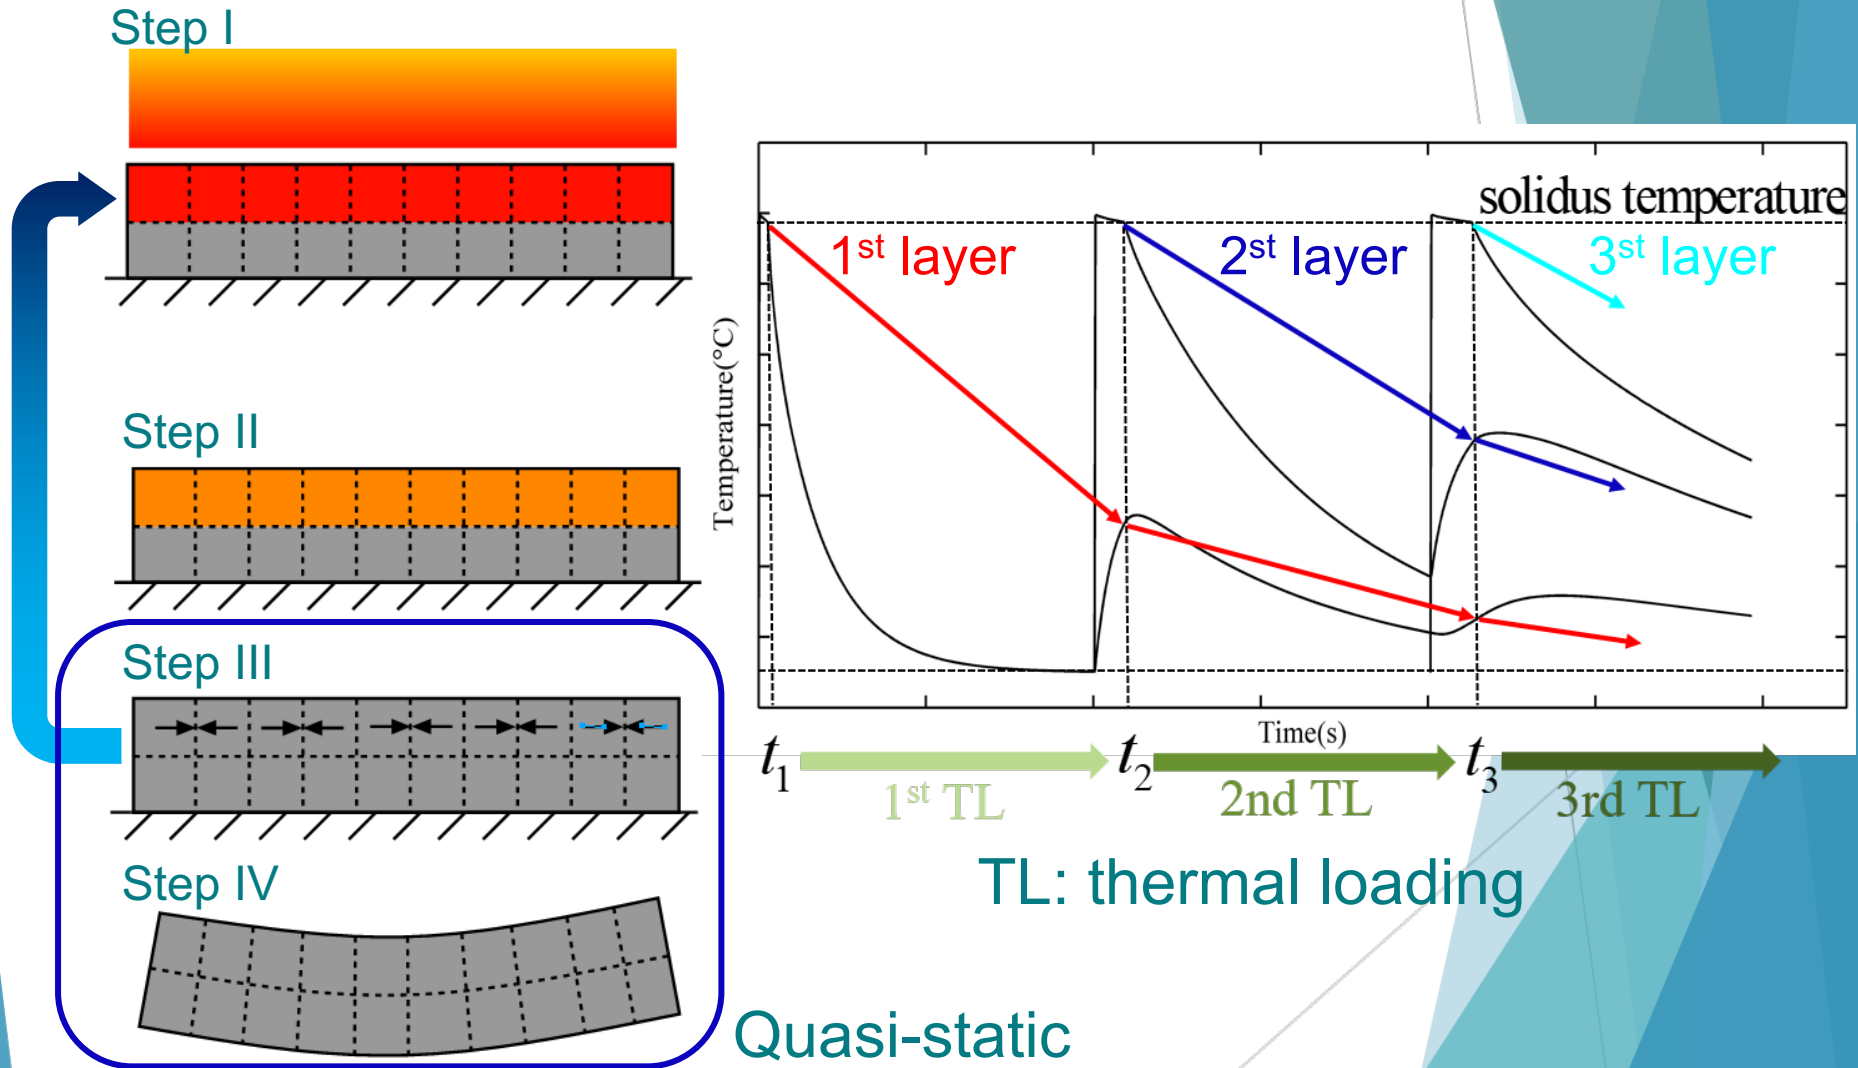 Step I
Step II
Step III
Step IV
solidus temperature
1st layer
2st layer
3st layer
Temperature(°C)
Time(s)
t1
t2
t3
1st TL
2nd TL
3rd TL
TL: thermal loading
Quasi-static